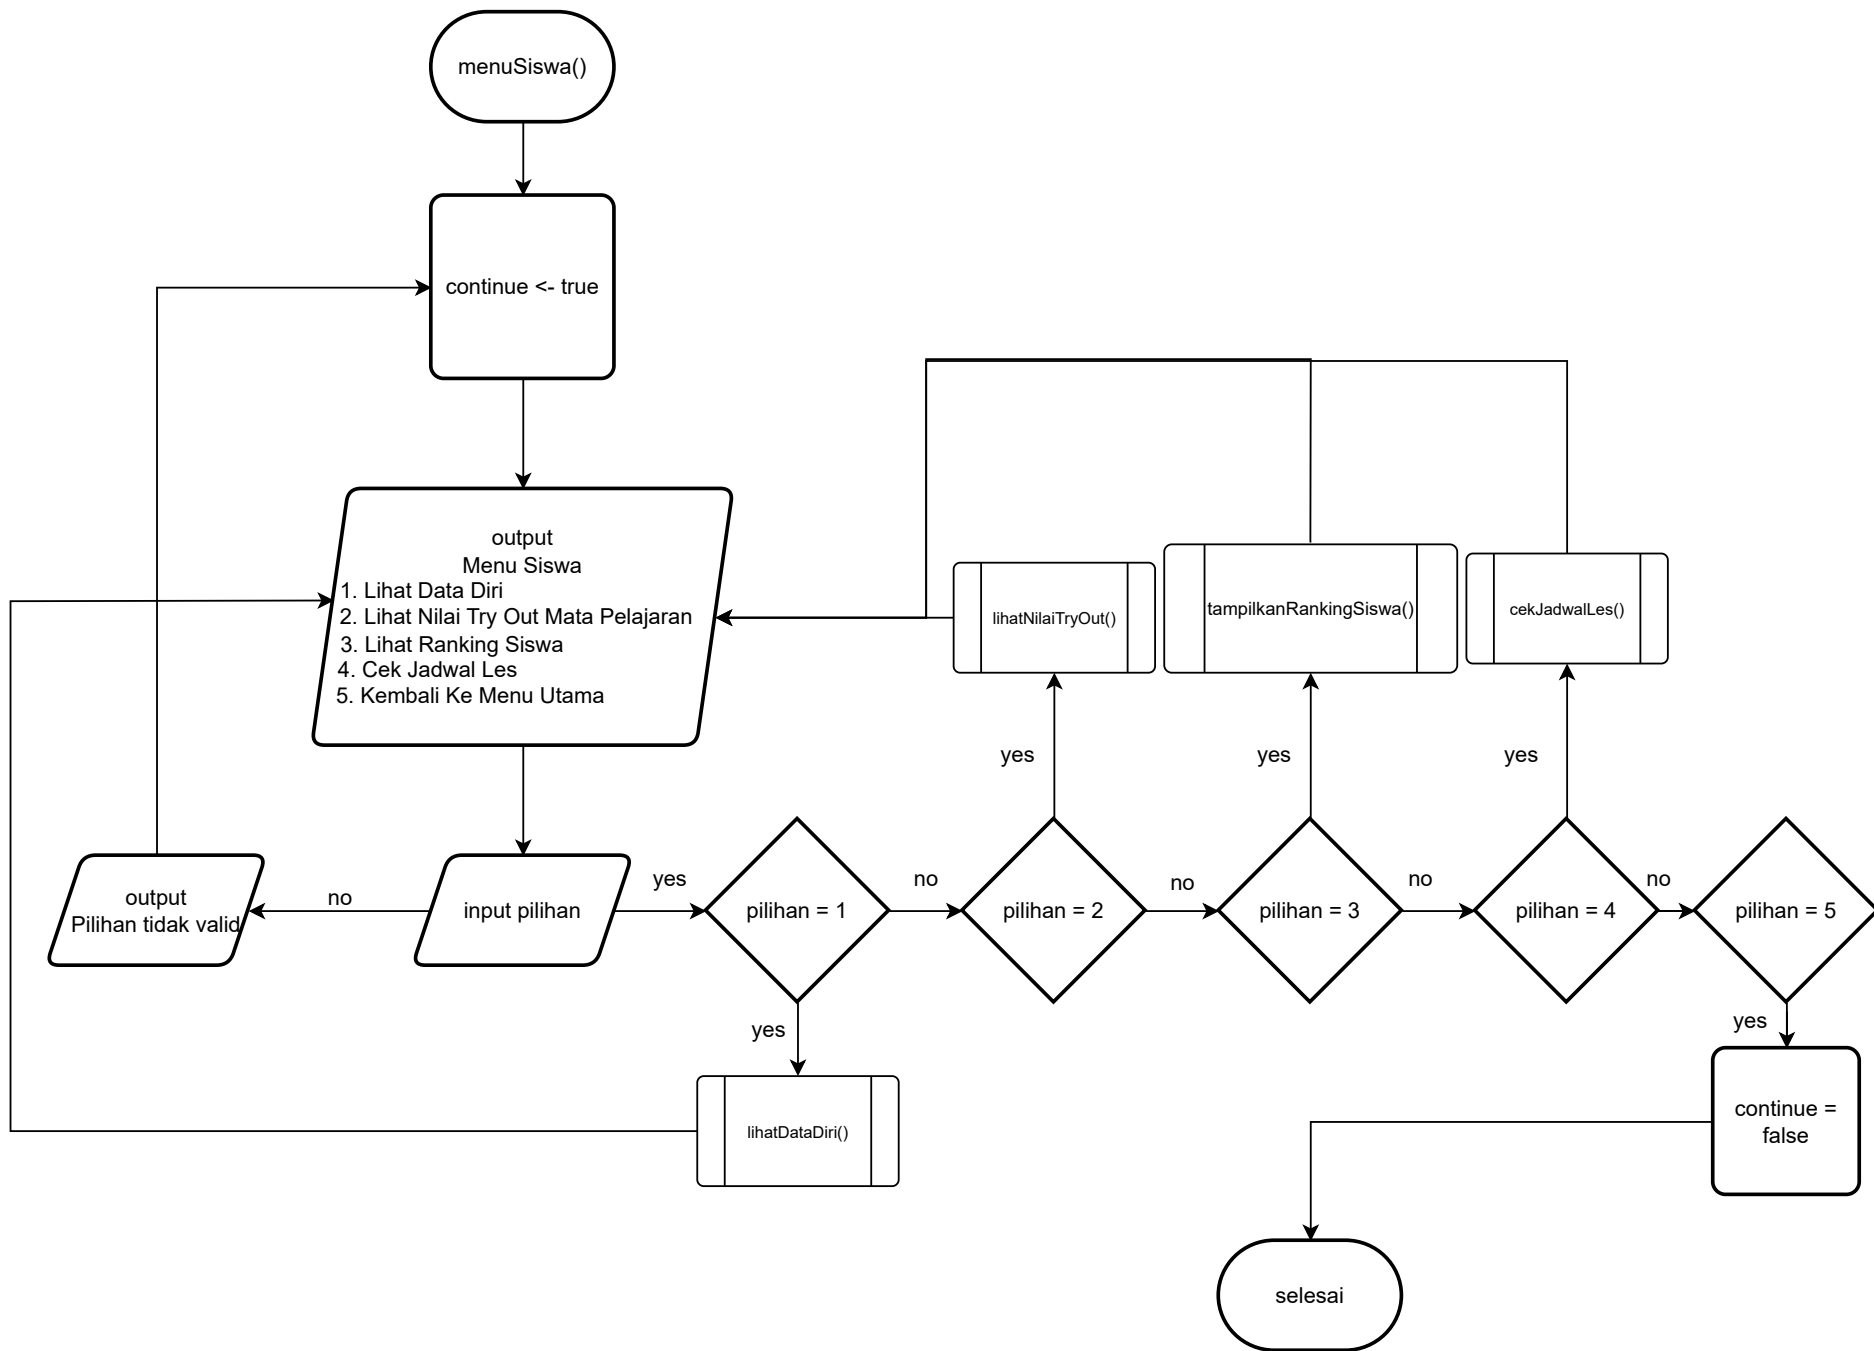 menuSiswa()
continue <- true
output
Menu Siswa
1. Lihat Data Diri
2. Lihat Nilai Try Out Mata Pelajaran
3. Lihat Ranking Siswa
4. Cek Jadwal Les
5. Kembali Ke Menu Utama
lihatNilaiTryOut()
tampilkanRankingSiswa()
cekJadwalLes()
yes
yes
yes
output
Pilihan tidak valid
no
input pilihan
yes
pilihan = 1
no
pilihan = 2
no
pilihan = 3
no
pilihan = 4
no
pilihan = 5
yes
yes
lihatDataDiri()
continue =
false
selesai